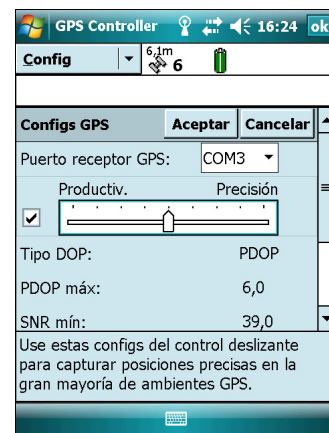 GPS Controller 16:24 ok
Config 6,1m 6
Configs GPS Aceptar Cancelar
Puerto receptor GPS: COM3
Productiv. Precisión
Tipo DOP: PDOP
PDOP máx: 6,0
SNR mín: 39,0
Use estas configs del control deslizante
para capturar posiciones precisas en la
gran mayoría de ambientes GPS.